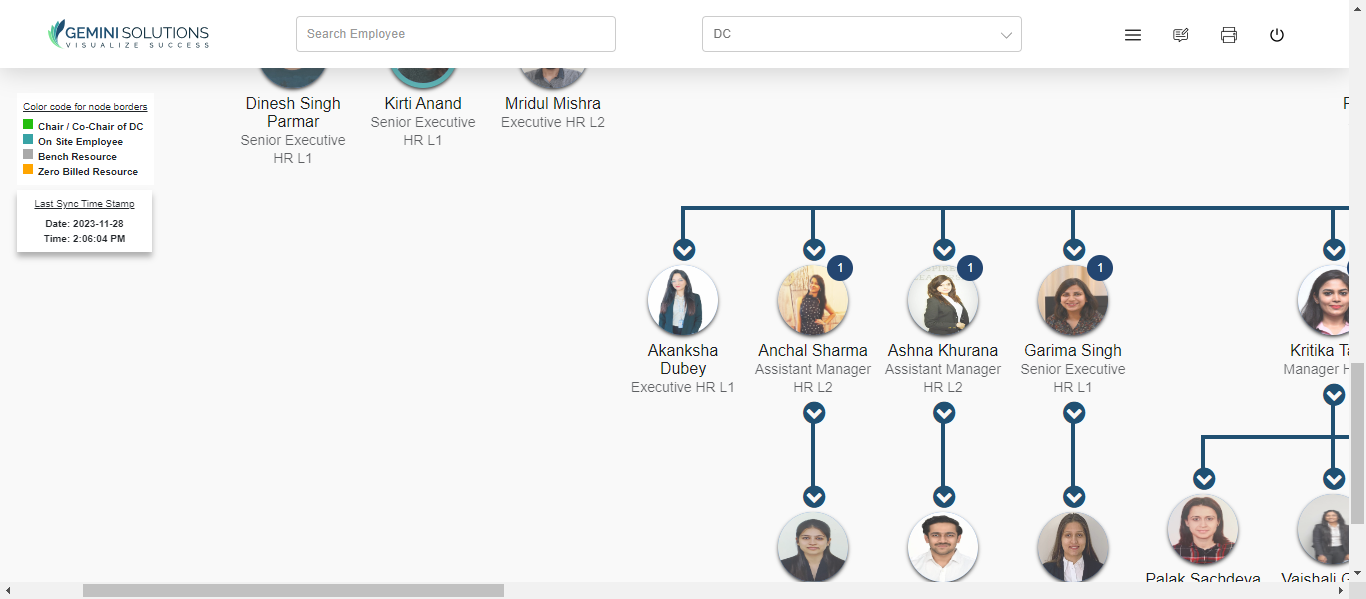 GEMINI SOLUTIONS
VISUALIZE SUCCESS
Search Employee
DC
Color code for node borders
Chair / Co-Chair of DC
On Site Employee
Bench Resource
Zero Billed Resource
Last Sync Time Stamp
Date: 2023-11-28
Time: 2:06:04 PM
Dinesh Singh
Parmar
Senior Executive
HR L1
Kirti Anand
Senior Executive
HR L1
Mridul Mishra
Executive HR L2
1
1
1
Akanksha
Dubey
Executive HR L1
Anchal Sharma
Assistant Manager
HR L2
Ashna Khurana
Assistant Manager
HR L2
Garima Singh
Senior Executive
HR L1
Kritika
Manager
Palak Sachdeva
Vaishali